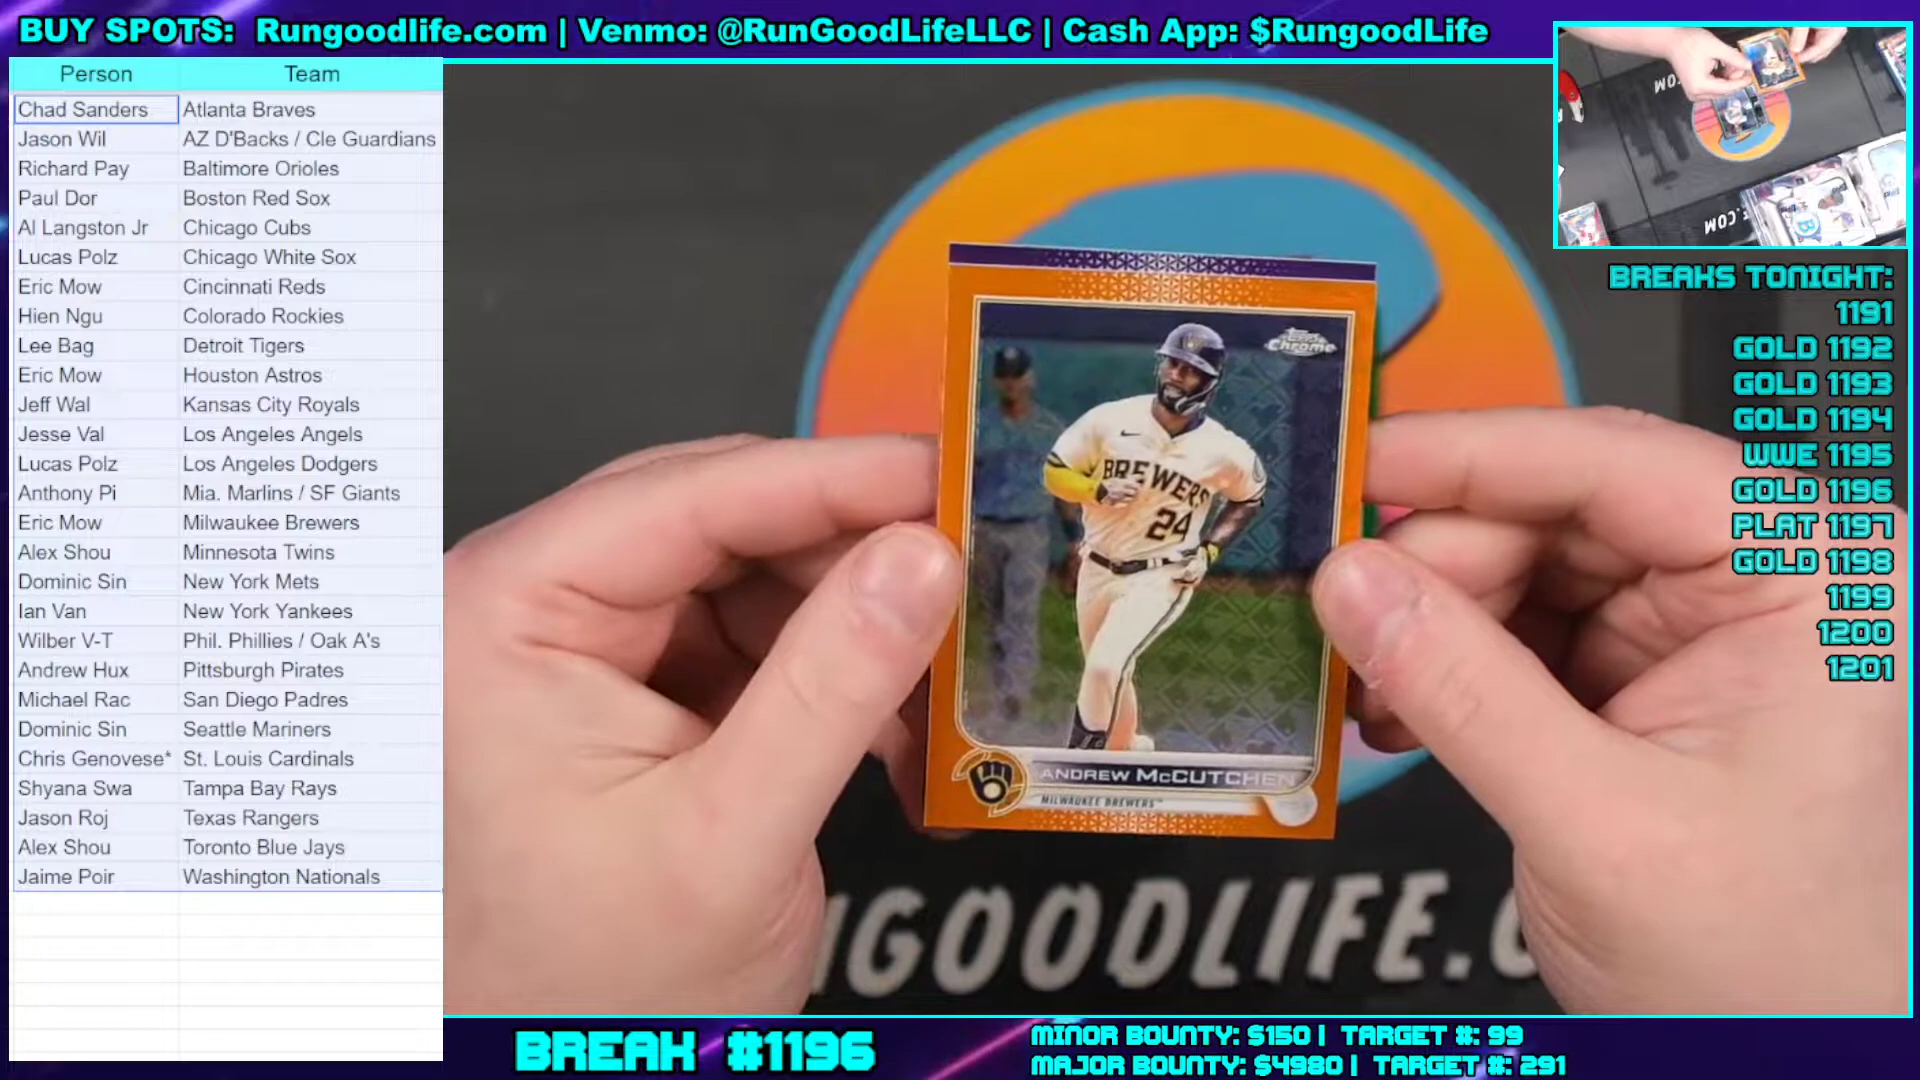 BUY SPOTS: Rungoodlife.com | Venmo: @RunGoodLifeLLC | Cash App: $RungoodLife
Person Team
Chad Sanders Atlanta Braves
Jason Wil AZ D'Backs / Cle Guardians
Richard Pay Baltimore Orioles
Paul Dor Boston Red Sox
Al Langston Jr Chicago Cubs
Lucas Polz Chicago White Sox
Eric Mow Cincinnati Reds
Hien Ngu Colorado Rockies
Lee Bag Detroit Tigers
Eric Mow Houston Astros
Jeff Wal Kansas City Royals
Jesse Val Los Angeles Angels
Lucas Polz Los Angeles Dodgers
Anthony Pi Mia. Marlins / SF Giants
Eric Mow Milwaukee Brewers
Alex Shou Minnesota Twins
Dominic Sin New York Mets
Ian Van New York Yankees
Wilber V-T Phil. Phillies / Oak A's
Andrew Hux Pittsburgh Pirates
Michael Rac San Diego Padres
Dominic Sin Seattle Mariners
Chris Genovese* St. Louis Cardinals
Shyana Swa Tampa Bay Rays
Jason Roj Texas Rangers
Alex Shou Toronto Blue Jays
Jaime Poir Washington Nationals
Topps
Chrome
BREWERS
24
ANDREW McCUTCHEN
MILWAUKEE BREWERS™
NGOODLIFE.C
.COM
.COM
BREAKS TONIGHT:
1191
GOLD 1192
GOLD 1193
GOLD 1194
WWE 1195
GOLD 1196
PLAT 1197
GOLD 1198
1199
1200
1201
BREAK #1196
MINOR BOUNTY: $150 | TARGET #: 99
MAJOR BOUNTY: $4980 | TARGET #: 291